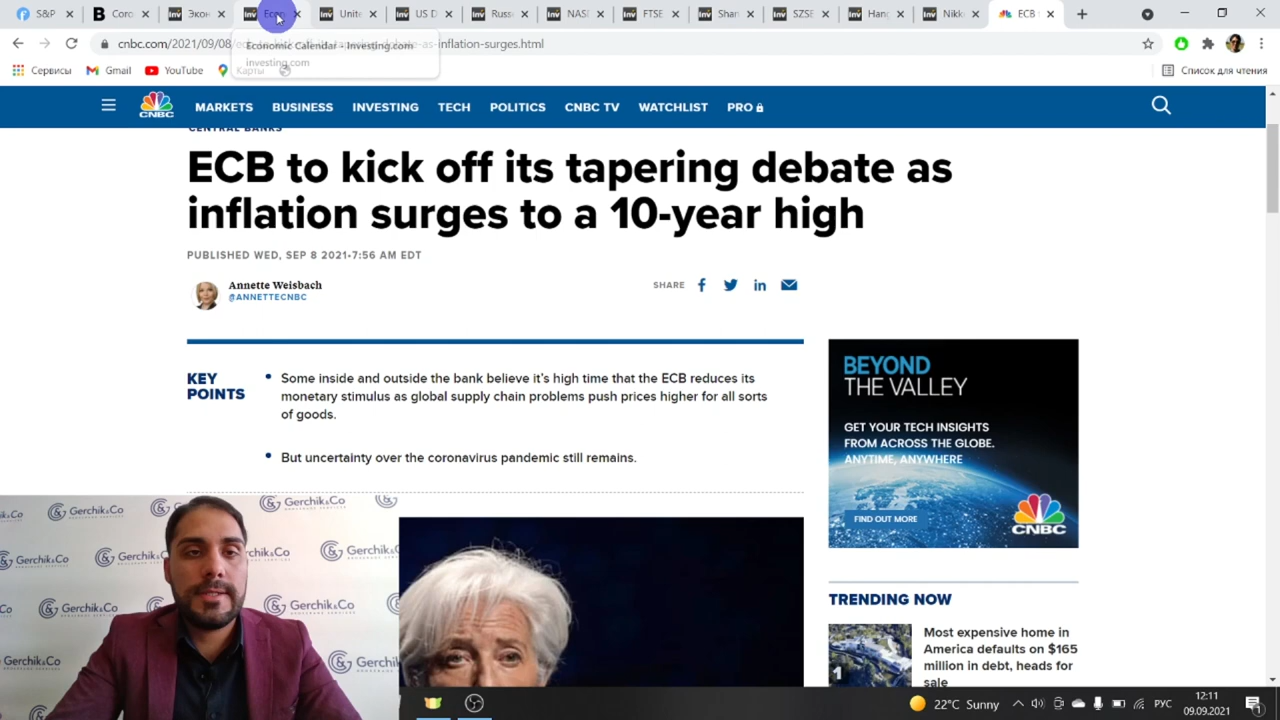 S&P
Coro
Экон
Econ
Unite
US D
Russ
NAS
FTSE
Shan
SZSE
Hang
Nikk
ECB
cnbc.com/2021/09/08/ecb-to-kick-off-its-tapering-debate-as-inflation-surges.html
Economic Calendar - Investing.com
investing.com
Сервисы
Gmail
YouTube
Карты
Список для чтения
CNBC
MARKETS BUSINESS INVESTING TECH POLITICS CNBC TV WATCHLIST PRO
CENTRAL BANKS
ECB to kick off its tapering debate as
inflation surges to a 10-year high
PUBLISHED WED, SEP 8 2021•7:56 AM EDT
Annette Weisbach
@ANNETTECNBC
SHARE
KEY
POINTS
Some inside and outside the bank believe it’s high time that the ECB reduces its
monetary stimulus as global supply chain problems push prices higher for all sorts
of goods.
But uncertainty over the coronavirus pandemic still remains.
BEYOND
THE VALLEY
GET YOUR TECH INSIGHTS
FROM ACROSS THE GLOBE.
ANYTIME, ANYWHERE
FIND OUT MORE
CNBC
TRENDING NOW
1
Most expensive home in
America defaults on $165
million in debt, heads for
sale
Gerchik&Co
Gerchik&Co
22°C Sunny
РУС
12:11
09.09.2021